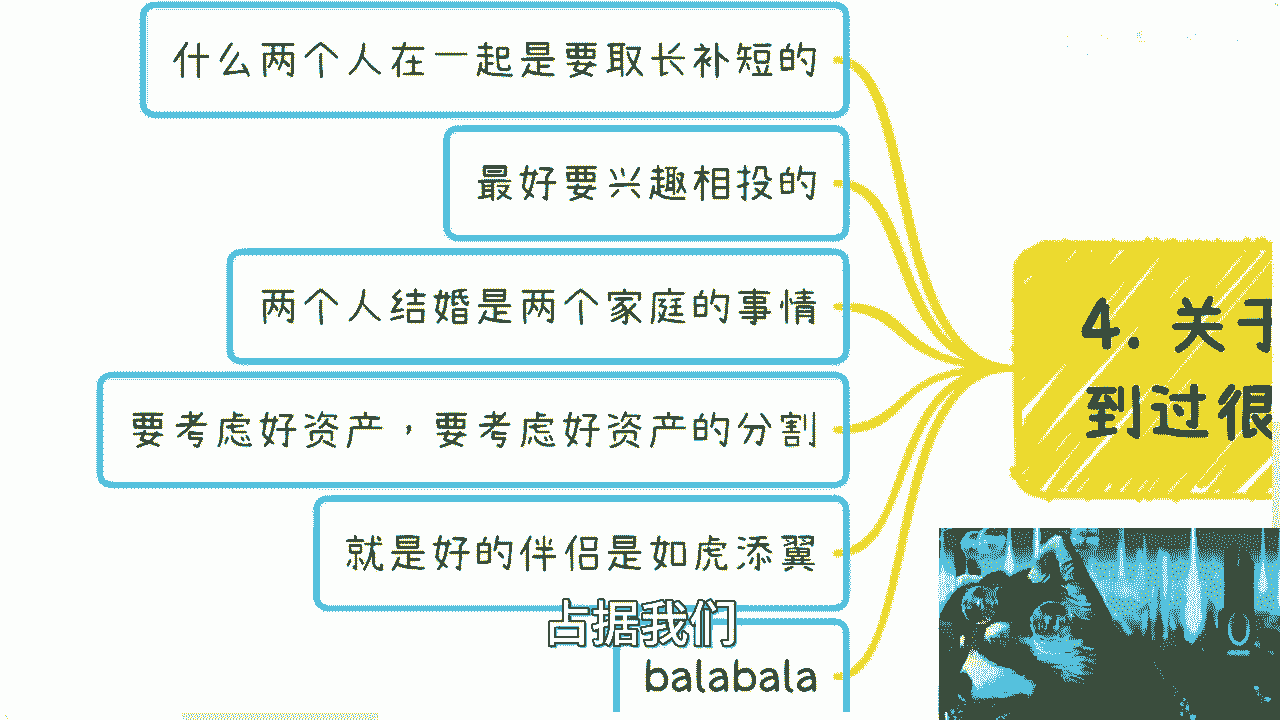 什么两个人在一起是要取长补短的
最好要兴趣相投的
两个人结婚是两个家庭的事情
要考虑好资产，要考虑好资产的分割
就是好的伴侣是如虎添翼
balabala
4. 关于
到过很
占据我们